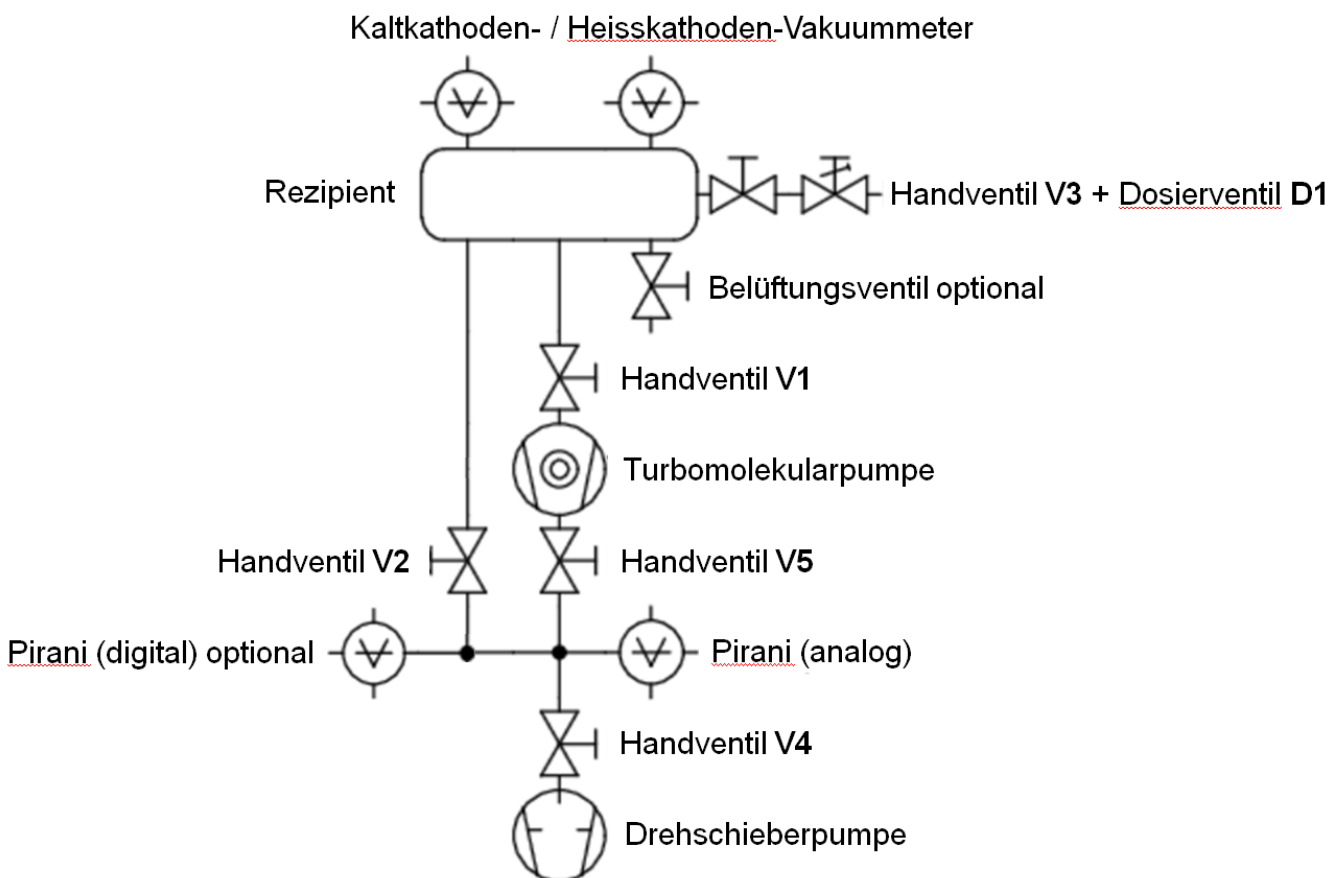 Kaltkathoden- / Heisskathoden-Vakuummeter
Rezipient
Handventil V3 + Dosierventil D1
Belüftungsventil optional
Handventil V1
Turbomolekularpumpe
Handventil V2
Handventil V5
Pirani (digital) optional
Pirani (analog)
Handventil V4
Drehschieberpumpe